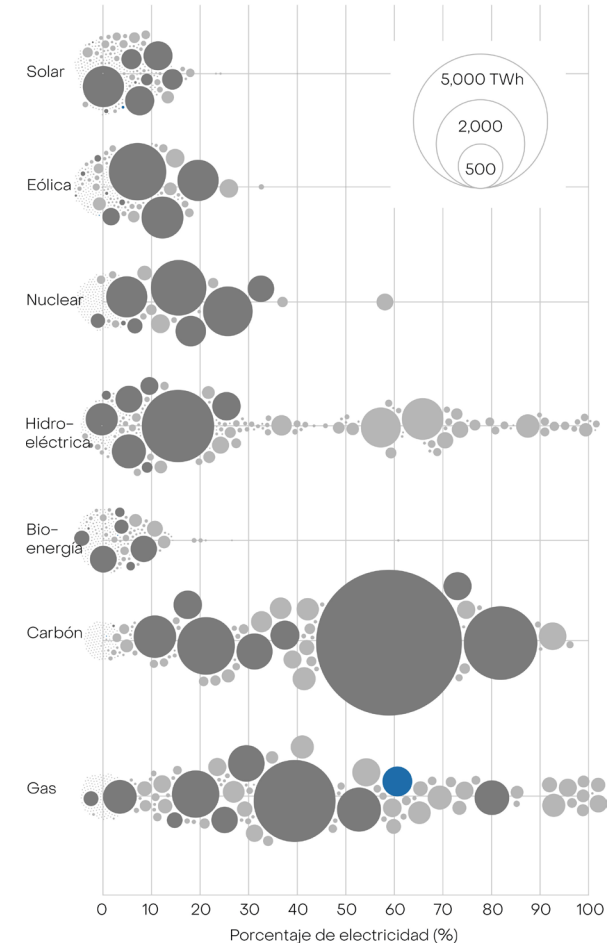 5,000 TWh
2,000
500
Solar
Eólica
Nuclear
Hidro–
eléctrica
Bio–
energía
Carbón
Gas
0 10 20 30 40 50 60 70 80 90 100
Porcentaje de electricidad (%)